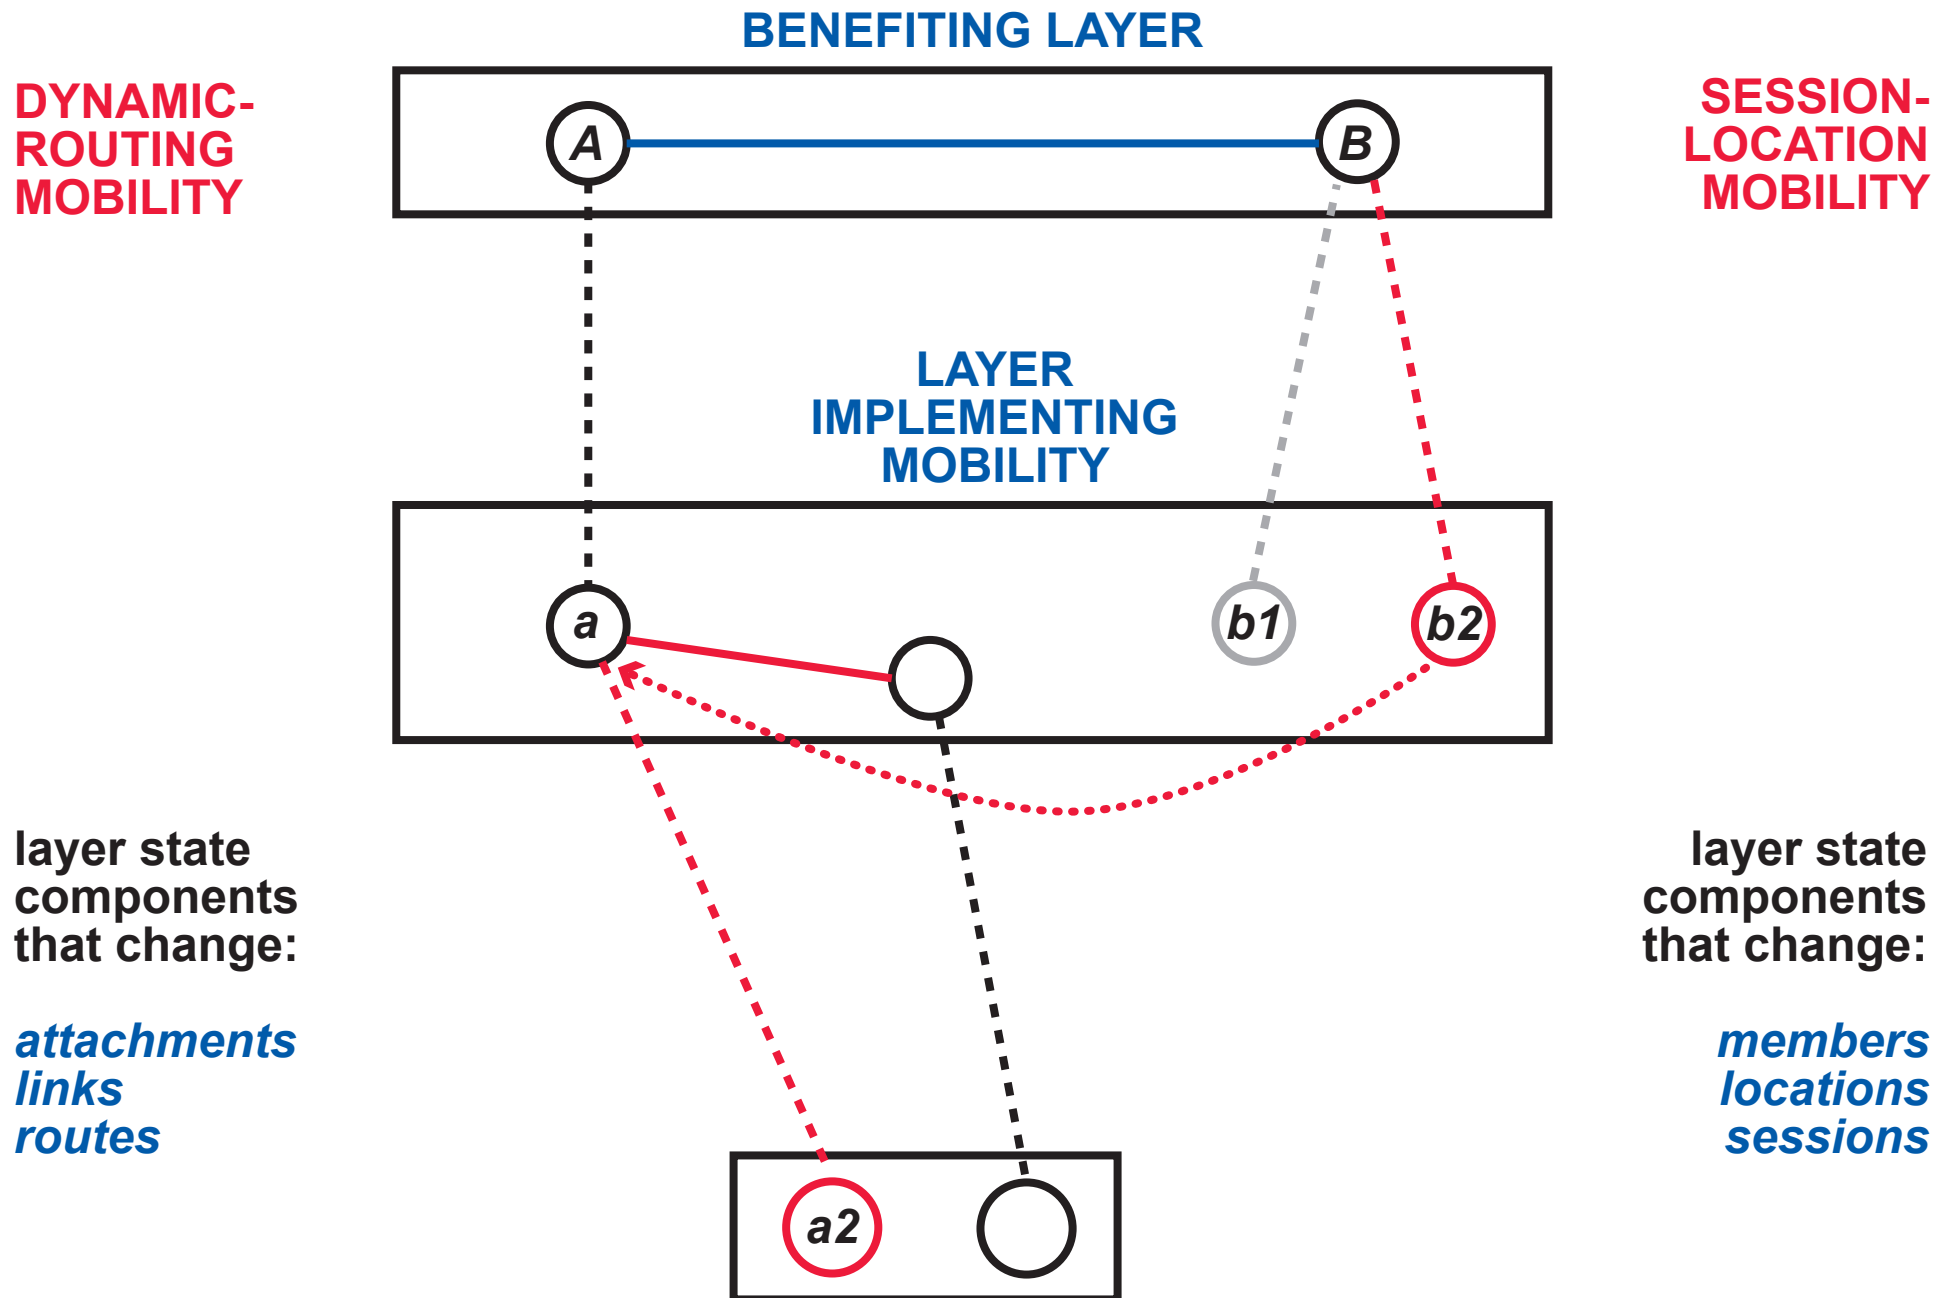 BENEFITING LAYER
DYNAMIC-
ROUTING
MOBILITY
SESSION-
LOCATION
MOBILITY
A
B
LAYER
IMPLEMENTING
MOBILITY
a
b1
b2
layer state
components
that change:
attachments
links
routes
layer state
components
that change:
members
locations
sessions
a2